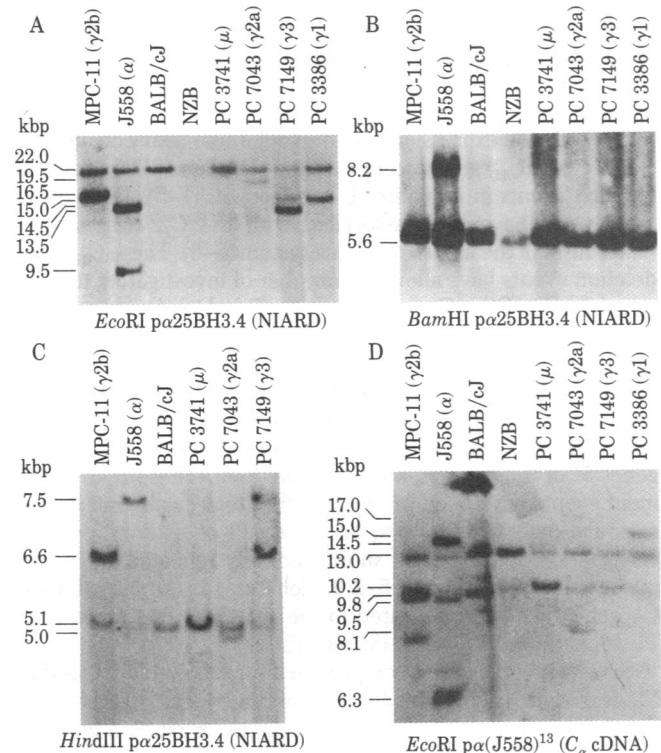 A
MPC-11 (γ2b)
J558 (α)
BALB/cJ
NZB
PC 3741 (μ)
PC 7043 (γ2a)
PC 7149 (γ3)
PC 3386 (γ1)
kbp
22.0
19.5
16.5
15.0
14.5
13.5
9.5
EcoRI pα25BH3.4 (NIARD)
B
MPC-11 (γ2b)
J558 (α)
BALB/cJ
NZB
PC 3741 (μ)
PC 7043 (γ2a)
PC 7149 (γ3)
PC 3386 (γ1)
kbp
8.2
5.6
BamHI pα25BH3.4 (NIARD)
C
MPC-11 (γ2b)
J558 (α)
BALB/cJ
PC 3741 (μ)
PC 7043 (γ2a)
PC 7149 (γ3)
kbp
7.5
6.6
5.1
5.0
HindIII pα25BH3.4 (NIARD)
D
MPC-11 (γ2b)
J558 (α)
BALB/cJ
NZB
PC 3741 (μ)
PC 7043 (γ2a)
PC 7149 (γ3)
PC 3386 (γ1)
kbp
17.0
15.0
14.5
13.0
10.2
9.8
9.5
8.1
6.3
EcoRI pα(J558)¹³ (Cα cDNA)